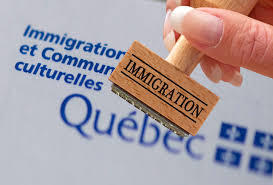 Immigration
et Commun
culturelles
Québec
IMMIGRATION